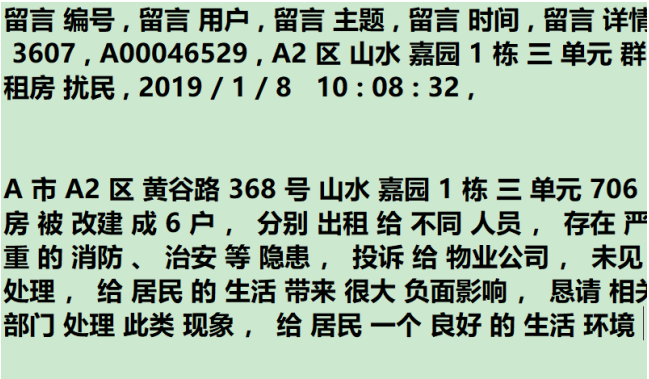 留言 编号 , 留言 用户 , 留言 主题 , 留言 时间 , 留言 详情
3607 , A00046529 , A2 区 山水 嘉园 1 栋 三 单元 群
租房 扰民 , 2019 / 1 / 8 10 : 08 : 32 ,
A 市 A2 区 黄谷路 368 号 山水 嘉园 1 栋 三 单元 706
房 被 改建 成 6 户 ， 分别 出租 给 不同 人员 ， 存在 严
重 的 消防 、 治安 等 隐患 ， 投诉 给 物业公司 ， 未见
处理 ， 给 居民 的 生活 带来 很大 负面影响 ， 恳请 相关
部门 处理 此类 现象 ， 给 居民 一个 良好 的 生活 环境